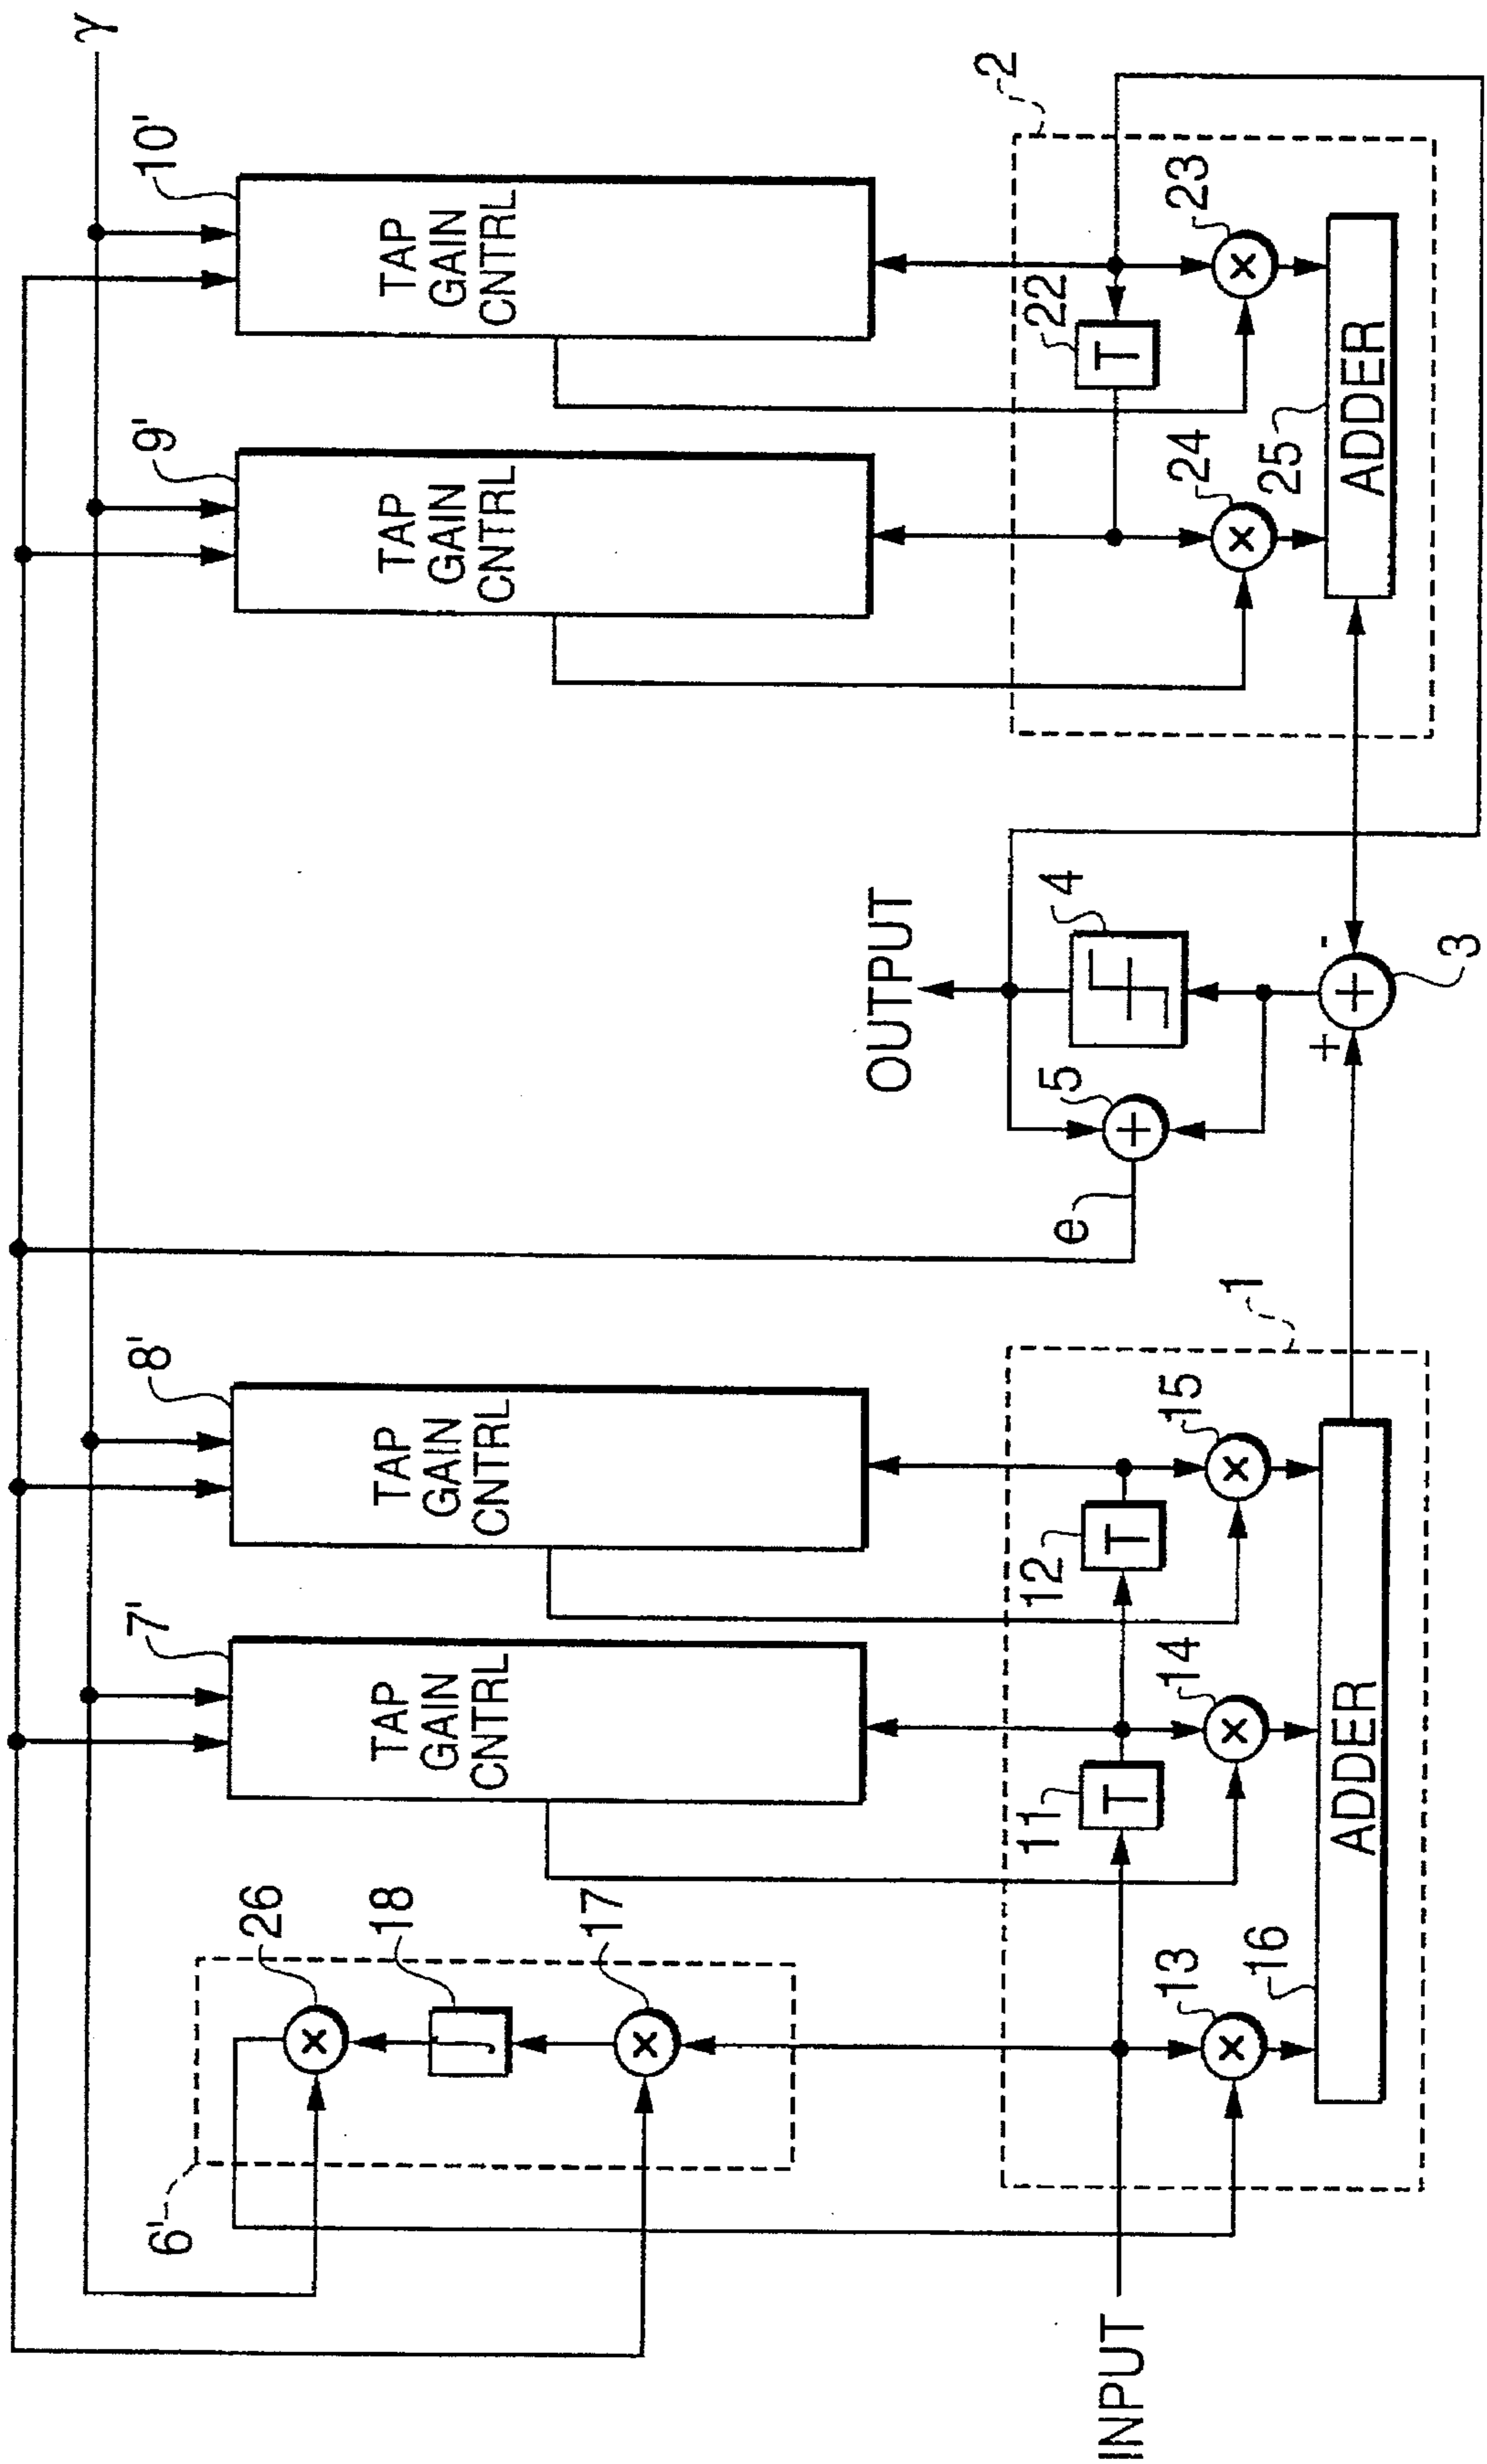 γ
10'
TAP
GAIN
CNTRL
9'
TAP
GAIN
CNTRL
8'
TAP
GAIN
CNTRL
7'
TAP
GAIN
CNTRL
6'
26
18
∫
×
17
×
OUTPUT
4
5
+
e
+
-
+
3
2
22
T
23
×
24
×
25
ADDER
1
11
T
12
T
13
×
14
×
15
×
16
ADDER
INPUT